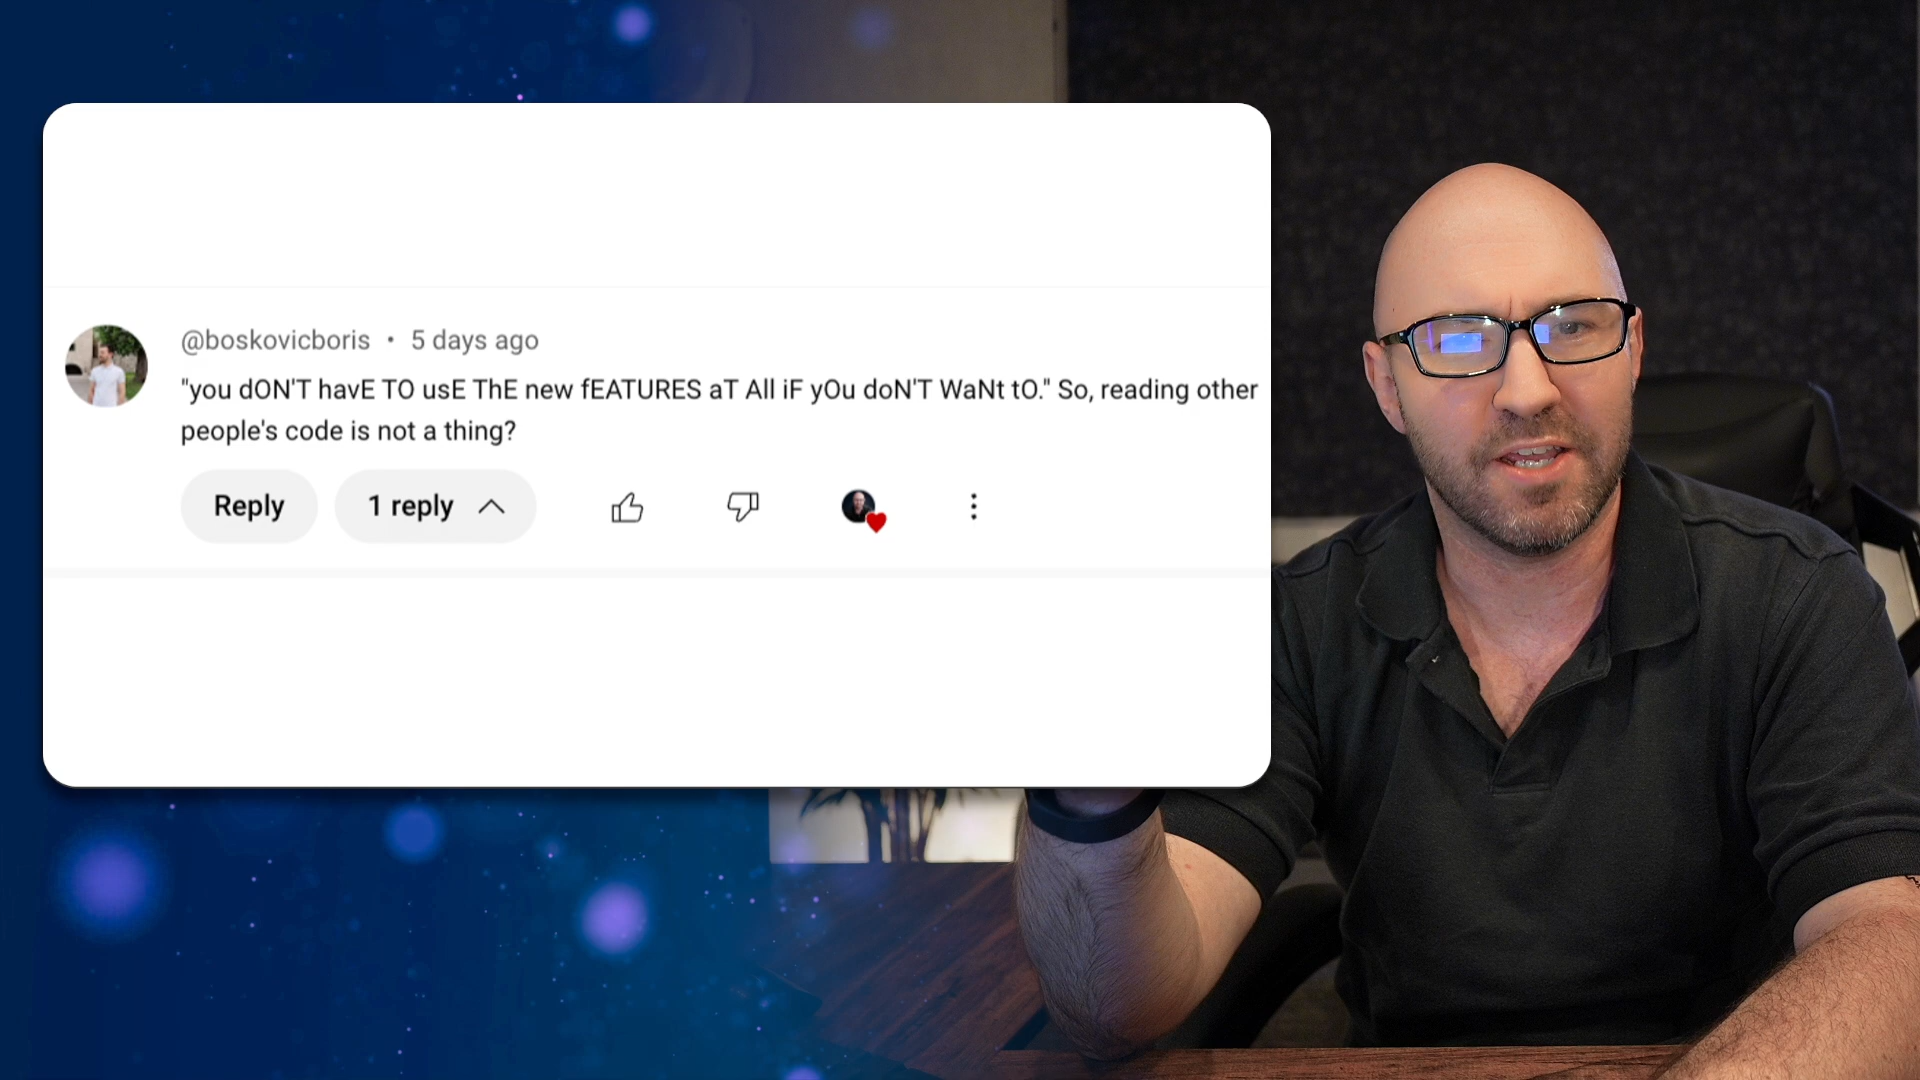 @boskovicboris • 5 days ago
"you dON'T havE TO usE ThE new fEATURES aT All iF yOu doN'T WaNt tO." So, reading other
people's code is not a thing?
Reply
1 reply